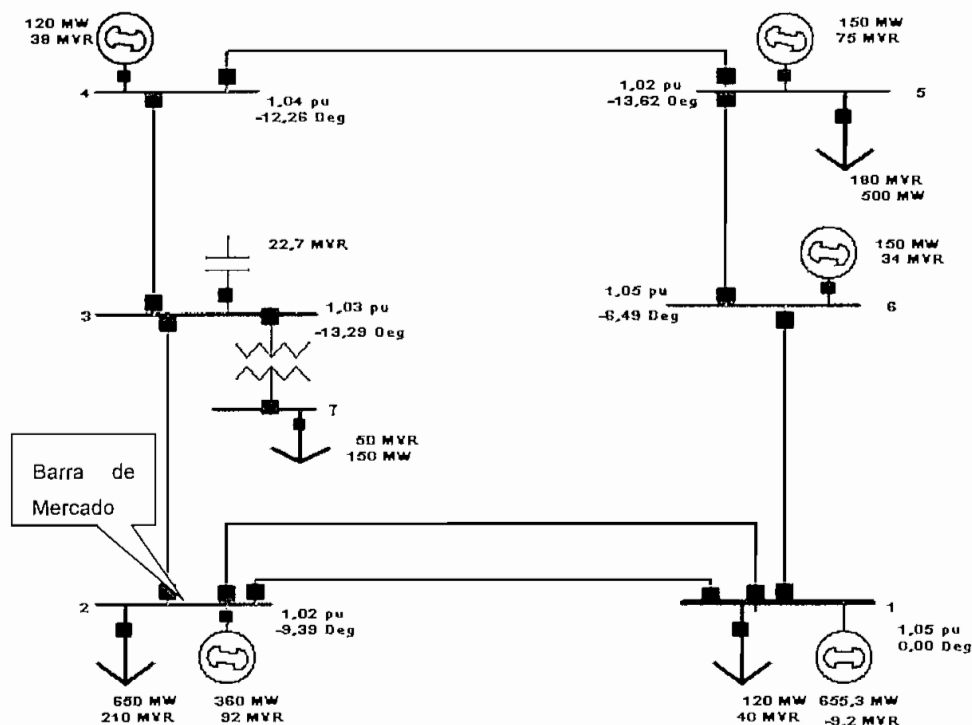 120 MW
38 MVR
150 MW
75 MVR
4
1,04 pu
-12,26 Deg
1,02 pu
-13,62 Deg
5
180 MVR
500 MW
22,7 MVR
150 MW
34 MVR
3
1,03 pu
-13,29 Deg
1,05 pu
-6,49 Deg
6
7
50 MVR
150 MW
Barra de
Mercado
2
1,02 pu
-9,39 Deg
1
1,05 pu
0,00 Deg
650 MW
210 MVR
360 MW
92 MVR
120 MW
40 MVR
655,3 MW
-9,2 MVR